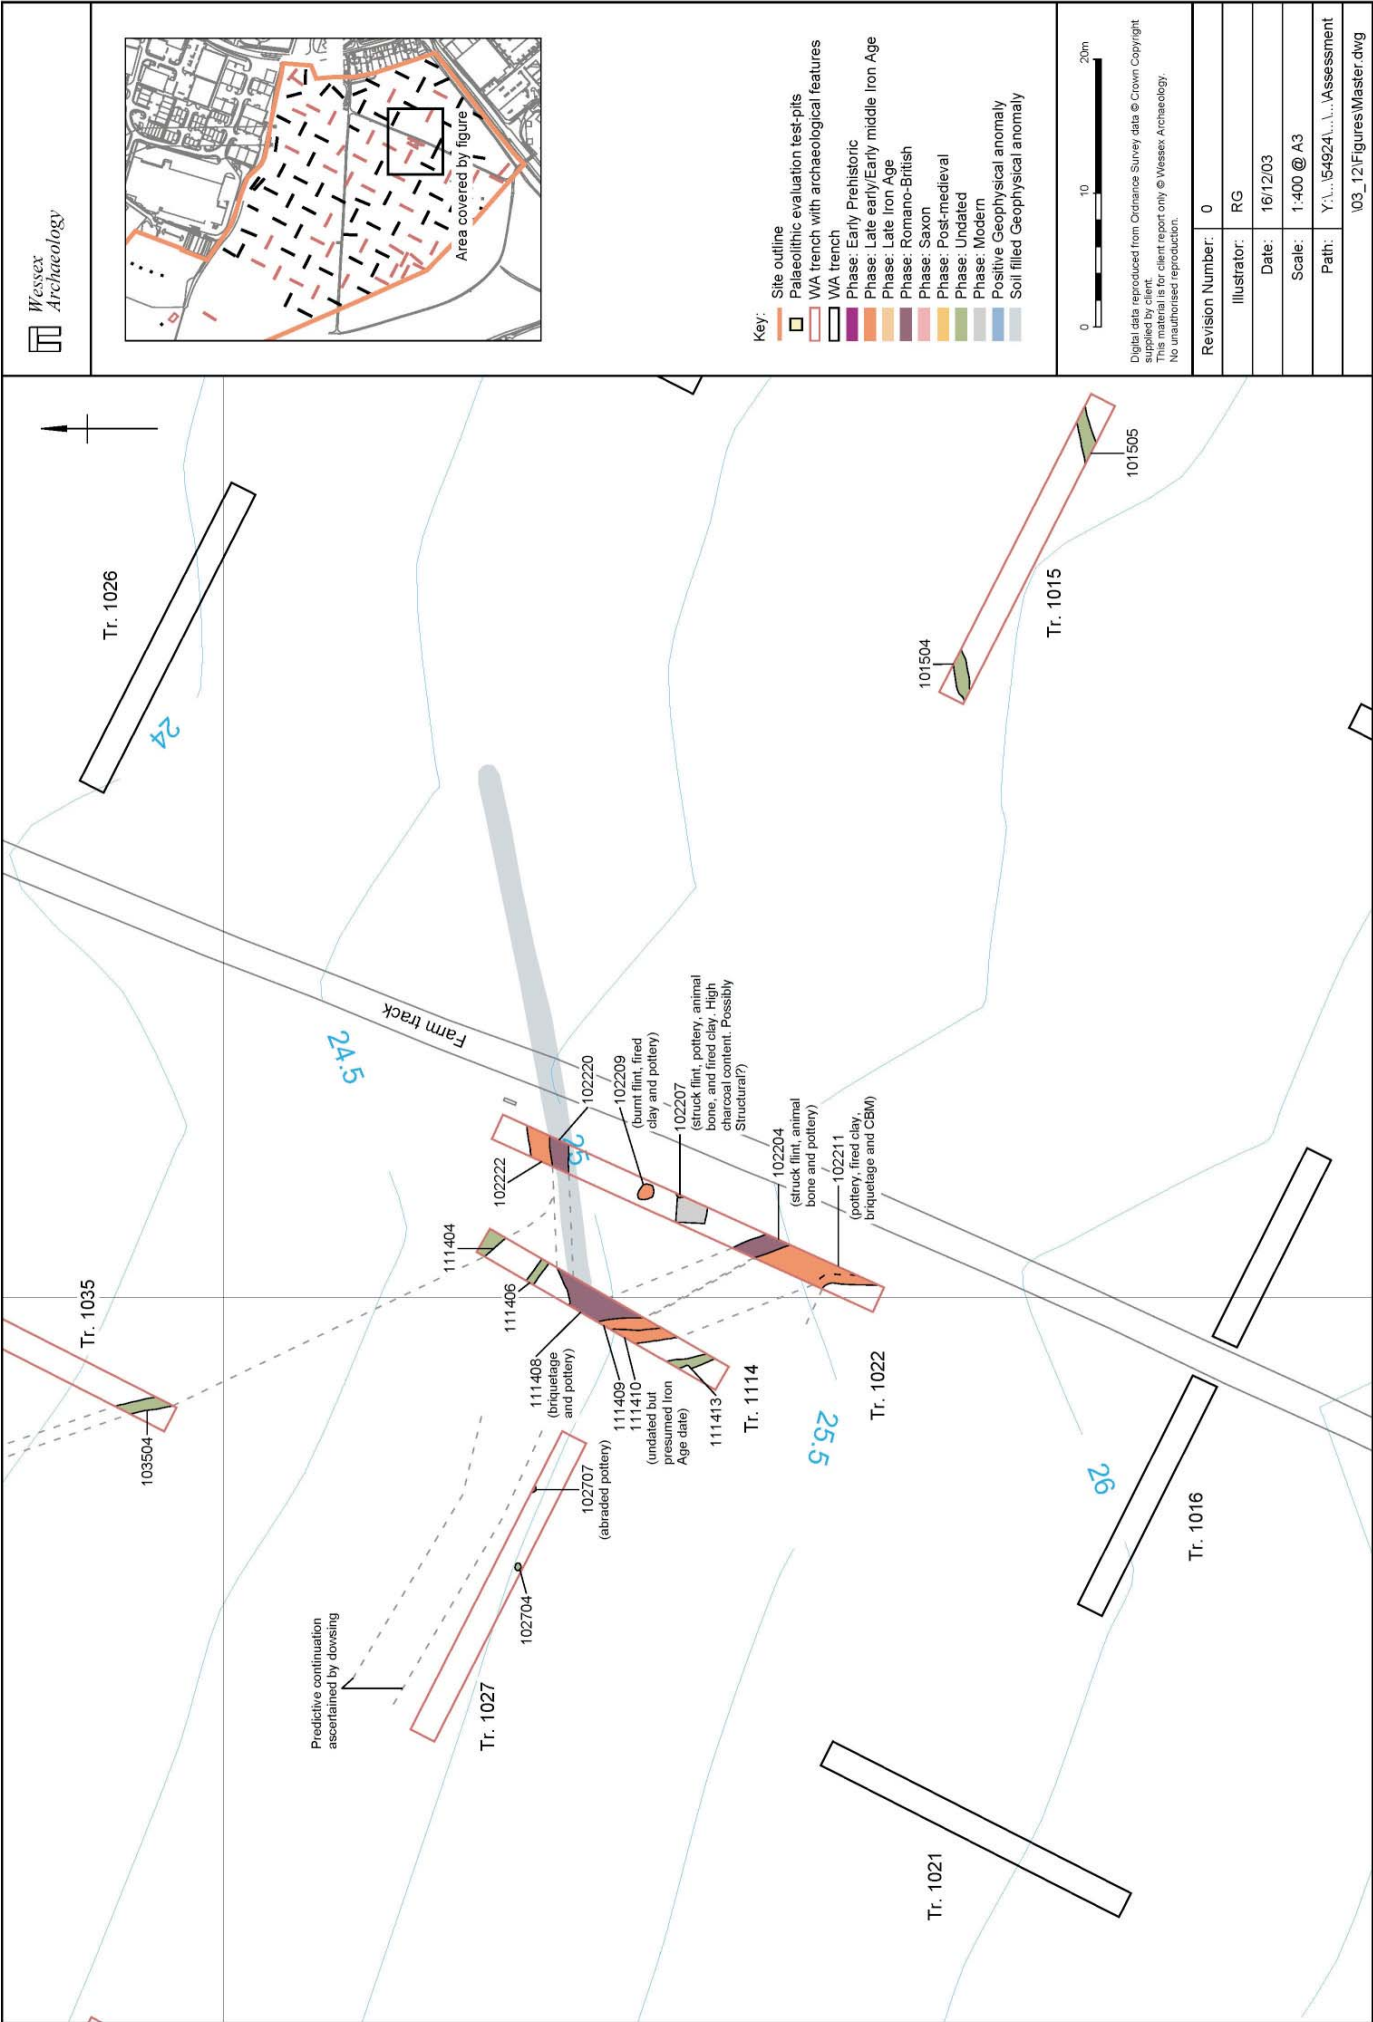 Wessex
Archaeology
Area covered by figure
Key:
Site outline
Palaeolithic evaluation test-pits
WA trench with archaeological features
WA trench
Phase: Early Prehistoric
Phase: Late early/Early middle Iron Age
Phase: Late Iron Age
Phase: Romano-British
Phase: Saxon
Phase: Post-medieval
Phase: Undated
Phase: Modern
Positive Geophysical anomaly
Soil filled Geophysical anomaly
0 10 20m
Digital data reproduced from Ordnance Survey data © Crown Copyright
supplied by client.
This material is for client report only © Wessex Archaeology.
No unauthorised reproduction.
Revision Number: 0
Illustrator: RG
Date: 16/12/03
Scale: 1:400 @ A3
Path: Y:\...\54924\...\...\Assessment
\03_12\Figures\Master.dwg
Tr. 1035
103504
Tr. 1026
24
24.5
Farm track
Predictive continuation
ascertained by dowsing
Tr. 1027
102704
102707
(abraded pottery)
111404
111406
111408
(briquetage
and pottery)
111409
111410
(undated but
presumed Iron
Age date)
111413
Tr. 1114
102222
102220
25
102209
(burnt flint, fired
clay and pottery)
102207
(struck flint, pottery, animal
bone, and fired clay. High
charcoal content. Possibly
Structural?)
102204
(struck flint, animal
bone and pottery)
102211
(pottery, fired clay,
briquetage and CBM)
Tr. 1022
25.5
101504
101505
Tr. 1015
26
Tr. 1016
Tr. 1021